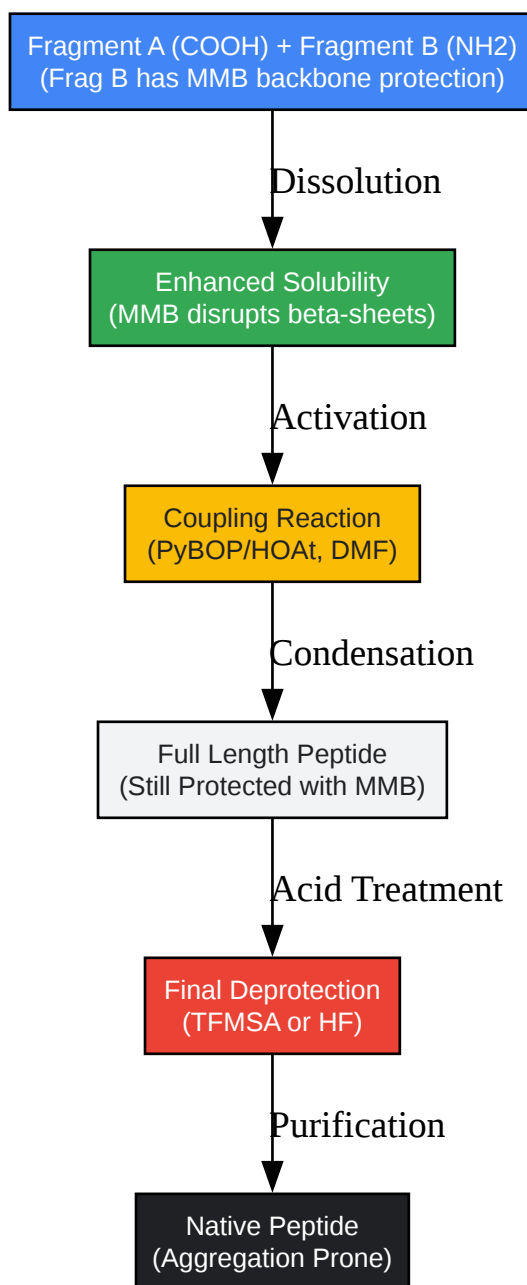 Fragment A (COOH) + Fragment B (NH2)
(Frag B has MMB backbone protection)
Dissolution
Enhanced Solubility
(MMB disrupts beta-sheets)
Activation
Coupling Reaction
(PyBOP/HOAt, DMF)
Condensation
Full Length Peptide
(Still Protected with MMB)
Acid Treatment
Final Deprotection
(TFMSA or HF)
Purification
Native Peptide
(Aggregation Prone)